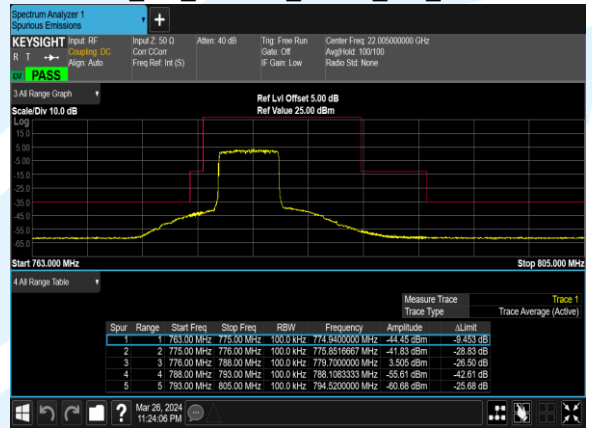 Spectrum Analyzer 1
Spurious Emissions
+
KEYSIGHT
R T
LW PASS
Input: RF
Coupling: DC
Align: Auto
Input Z: 50 Ω
Corr CCorr
Freq Ref: Int (S)
Atten: 40 dB
Trig: Free Run
Gate: Off
IF Gain: Low
Center Freq: 22.005000000 GHz
Avg|Hold: 100/100
Radio Std: None
3 All Range Graph
Scale/Div 10.0 dB
Ref Lvl Offset 5.00 dB
Ref Value 25.00 dBm
Log
15.0
5.00
-5.00
-15.0
-25.0
-35.0
-45.0
-55.0
-65.0
Start 763.000 MHz
Stop 805.000 MHz
4 All Range Table
Measure Trace Trace 1
Trace Type Trace Average (Active)
Spur Range Start Freq Stop Freq RBW Frequency Amplitude ΔLimit
1 1 763.00 MHz 775.00 MHz 100.0 kHz 774.9400000 MHz -44.45 dBm -9.453 dB
2 2 775.00 MHz 776.00 MHz 100.0 kHz 775.8516667 MHz -41.83 dBm -28.83 dB
3 3 776.00 MHz 788.00 MHz 100.0 kHz 779.7000000 MHz 3.505 dBm -26.50 dB
4 4 788.00 MHz 793.00 MHz 100.0 kHz 788.1083333 MHz -55.61 dBm -42.61 dB
5 5 793.00 MHz 805.00 MHz 100.0 kHz 794.5200000 MHz -60.68 dBm -25.68 dB
?
Mar 26, 2024
11:24:06 PM